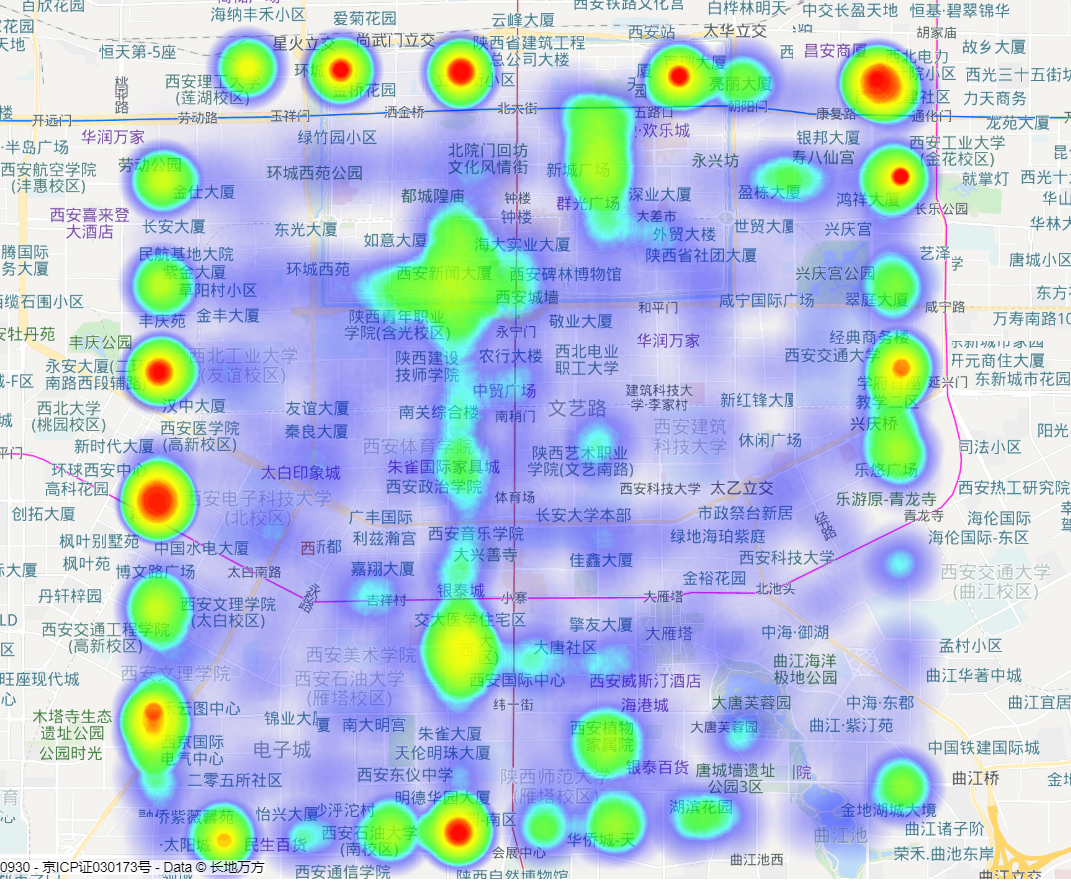 百欣花园
海纳丰禾小区
爱菊花园
云峰大厦
西安铁路文化宫
白桦林明天
中交长盈天地
恒基·碧翠锦华
恒天第-5座
星火立交
尚武门立交
陕西省建筑工程
总公司大楼
西安站
太华立交
昌安商厦
胡家庙
故乡大厦
西北电力
西安理工大学
(莲湖校区)
亮丽大厦
西光三十五街坊
力天商务
开远门
劳动路
玉祥门
洒金桥
北大街
五路口
朝阳门
康复路
通化门
龙苑大厦
华润万家
绿竹园小区
·欢乐城
银邦大厦
西安工业大学
(金花校区)
·半岛广场
劳动公园
北院门回坊
文化风情街
永兴坊
寿八仙宫
西安航空学院
(沣惠校区)
金仕大厦
环城西苑公园
新城广场
盈栋大厦
就掌灯
都城隍庙
钟楼
钟楼
群光广场
深业大厦
鸿祥大厦
长乐公园
西安喜来登
大酒店
长安大厦
东光大厦
如意大厦
海大实业大厦
大差市
外贸大楼
世贸大厦
兴庆宫
民航基地大院
紫金大厦
陕西省社团大厦
唐城小区
草阳村小区
环城西苑
西安新闻大厦
西安碑林博物馆
兴庆宫公园
西安城墙
和平门
咸宁国际广场
翠庭大厦
咸宁路
丰庆苑
金丰大厦
陕西青年职业
学院(含光校区)
永宁门
敬业大厦
万寿南路10
丰庆公园
华润万家
经典商务楼
西北工业大学
(友谊校区)
陕西建设
技师学院
农行大楼
西北电业
职工大学
西安交通大学
开元商住大厦
南路西段辅路
中贸广场
延兴门
东新城市花园
西北大学
(桃园校区)
汉中大厦
友谊大厦
南关综合楼
南稍门
文艺路
建筑科技大
学-李家村
新红锋大厦
教学二区
兴庆桥
西安医学院
(高新校区)
秦良大厦
新时代大厦
西安体育学院
陕西艺术职业
学院(文艺南路)
西安建筑
科技大学
休闲广场
司法小区
环球西安中心
太白印象城
朱雀国际家具城
乐悠广场
高科花园
西安电子科技大学
(北校区)
西安政治学院
体育场
西安科技大学
太乙立交
乐游原-青龙寺
西安热工研究院
创拓大厦
广丰国际
长安大学本部
市政祭台新居
青龙寺
海伦国际
枫叶别墅苑
中国水电大厦
利兹瀚宫
西安音乐学院
绿地海珀紫庭
海伦国际-东区
枫叶苑
大兴善寺
佳鑫大厦
西安科技大学
博文路广场
太白南路
嘉翔大厦
金裕花园
西安交通大学
(曲江校区)
丹轩梓园
西安文理学院
(太白校区)
吉祥村
银泰城
小寨
大雁塔
北池头
西安交通工程学院
(高新校区)
交大医学住宅区
擎友大厦
大雁塔
中海·御湖
大唐社区
孟村小区
西安美术学院
曲江海洋
极地公园
西安文理学院
西安石油大学
(雁塔校区)
西安国际中心
西安威斯汀酒店
曲江华著中城
旺座现代城
云图中心
纬一街
海港城
大唐芙蓉园
中海·东郡
曲江宜居
木塔寺生态
遗址公园
锦业大厦
南大明宫
朱雀大厦
西安植物
家属院
大唐芙蓉园
曲江·紫汀苑
公园时光
电子城
天伦明珠大厦
中国铁建国际城
二零五所社区
西安东仪中学
陕西师范大学
(雁塔校区)
银泰百货
唐城墙遗址
公园3区
曲江桥
明德华园大厦
湖滨花园
金地湖城大境
怡兴大厦
少泙沱村
·太阳城
民生百货
西安石油大学
(南校区)
华侨城-天
曲江池
曲江诸子阶
会展中心
曲江池西
荣禾.曲池东岸
0930 - 京ICP证030173号 - Data © 长地万方
西安通信学院
陕西自然博物馆
曲江立交